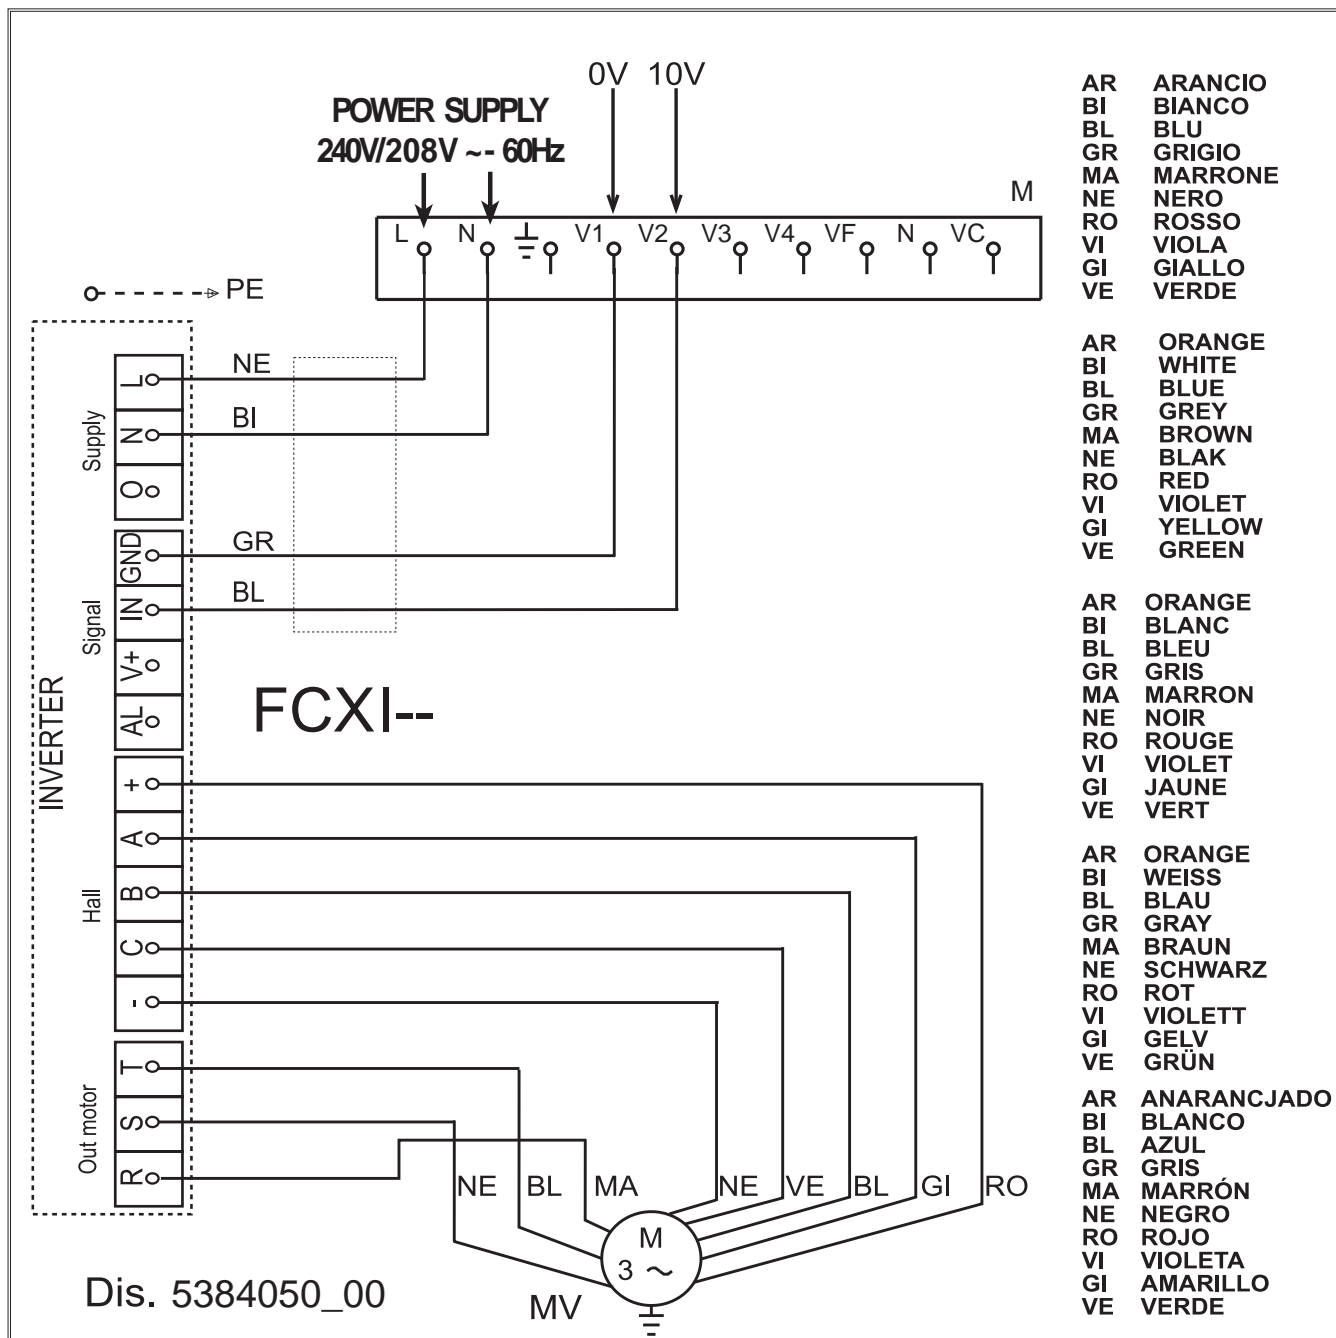 0V 10V
POWER SUPPLY
240V/208V ~- 60Hz
M
L N V1 V2 V3 V4 VF N VC
PE
NE
BI
GR
BL
L
N
O
Supply
GND
IN
V+
AL
Signal
INVERTER
FCXI--
+
A
B
C
-
Hall
T
S
R
Out motor
NE BL MA NE VE BL GI RO
M
3 ~
MV
Dis. 5384050_00
AR ARANCIO
BI BIANCO
BL BLU
GR GRIGIO
MA MARRONE
NE NERO
RO ROSSO
VI VIOLA
GI GIALLO
VE VERDE
AR ORANGE
BI WHITE
BL BLUE
GR GREY
MA BROWN
NE BLAK
RO RED
VI VIOLET
GI YELLOW
VE GREEN
AR ORANGE
BI BLANC
BL BLEU
GR GRIS
MA MARRON
NE NOIR
RO ROUGE
VI VIOLET
GI JAUNE
VE VERT
AR ORANGE
BI WEISS
BL BLAU
GR GRAY
MA BRAUN
NE SCHWARZ
RO ROT
VI VIOLETT
GI GELV
VE GRÜN
AR ANARANCJADO
BI BLANCO
BL AZUL
GR GRIS
MA MARRÓN
NE NEGRO
RO ROJO
VI VIOLETA
GI AMARILLO
VE VERDE